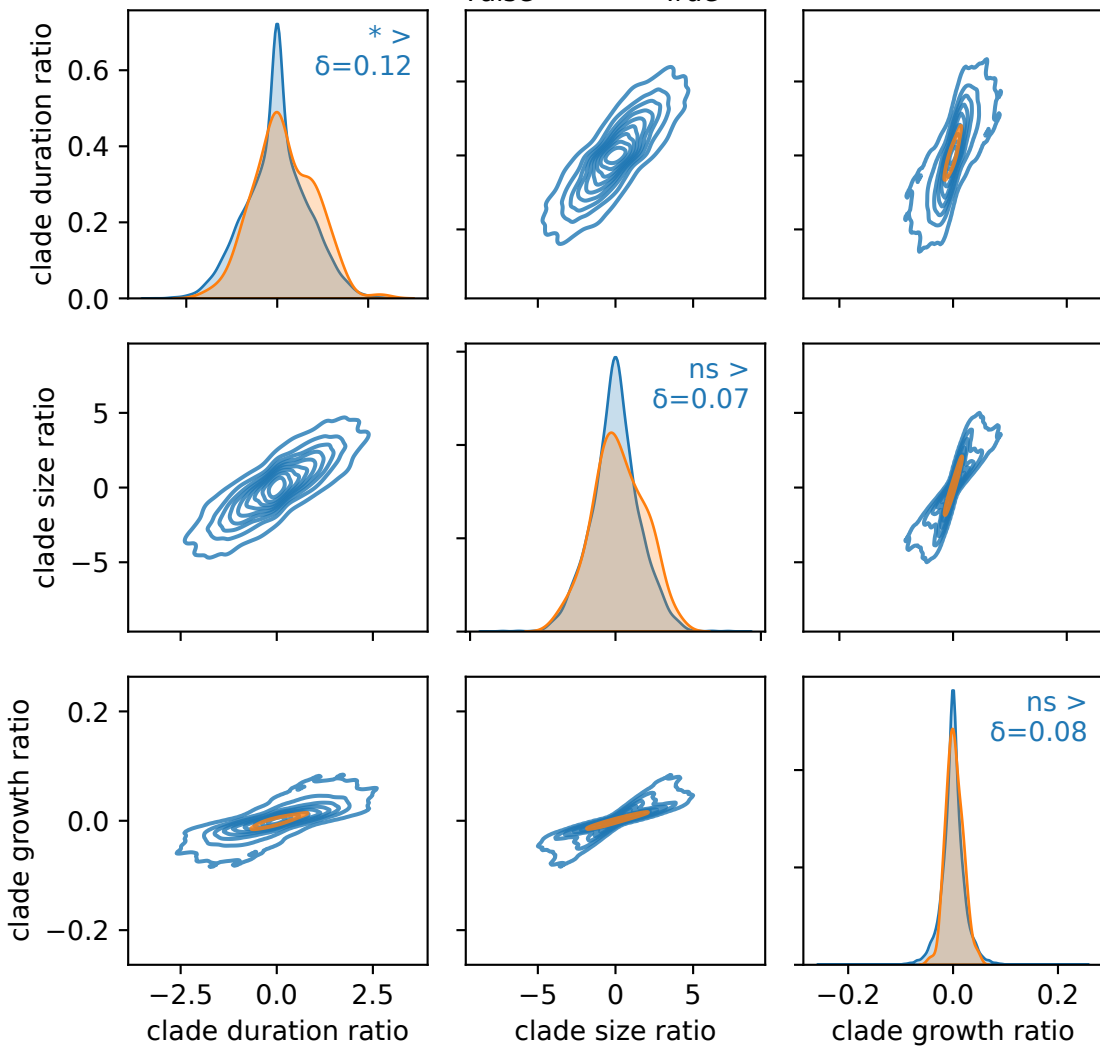 * >
δ=0.12
clade duration ratio
0.6
0.4
0.2
0.0
ns >
δ=0.07
clade size ratio
5
0
−5
ns >
δ=0.08
clade growth ratio
0.2
0.0
−0.2
−2.5 0.0 2.5
−5 0 5
−0.2 0.0 0.2
clade duration ratio
clade size ratio
clade growth ratio